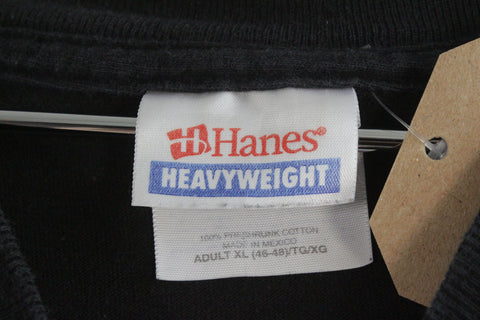 Hanes®
HEAVYWEIGHT
100% PRESHRUNK COTTON
MADE IN MEXICO
ADULT XL (46-48)/TG/XG